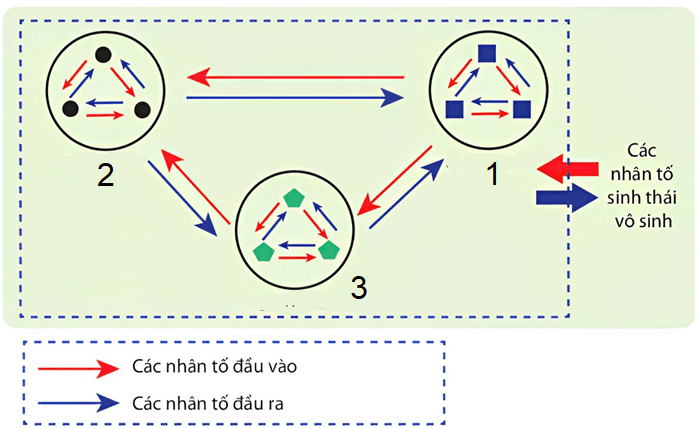 2
1
3
Các
nhân tố
sinh thái
vô sinh
Các nhân tố đầu vào
Các nhân tố đầu ra